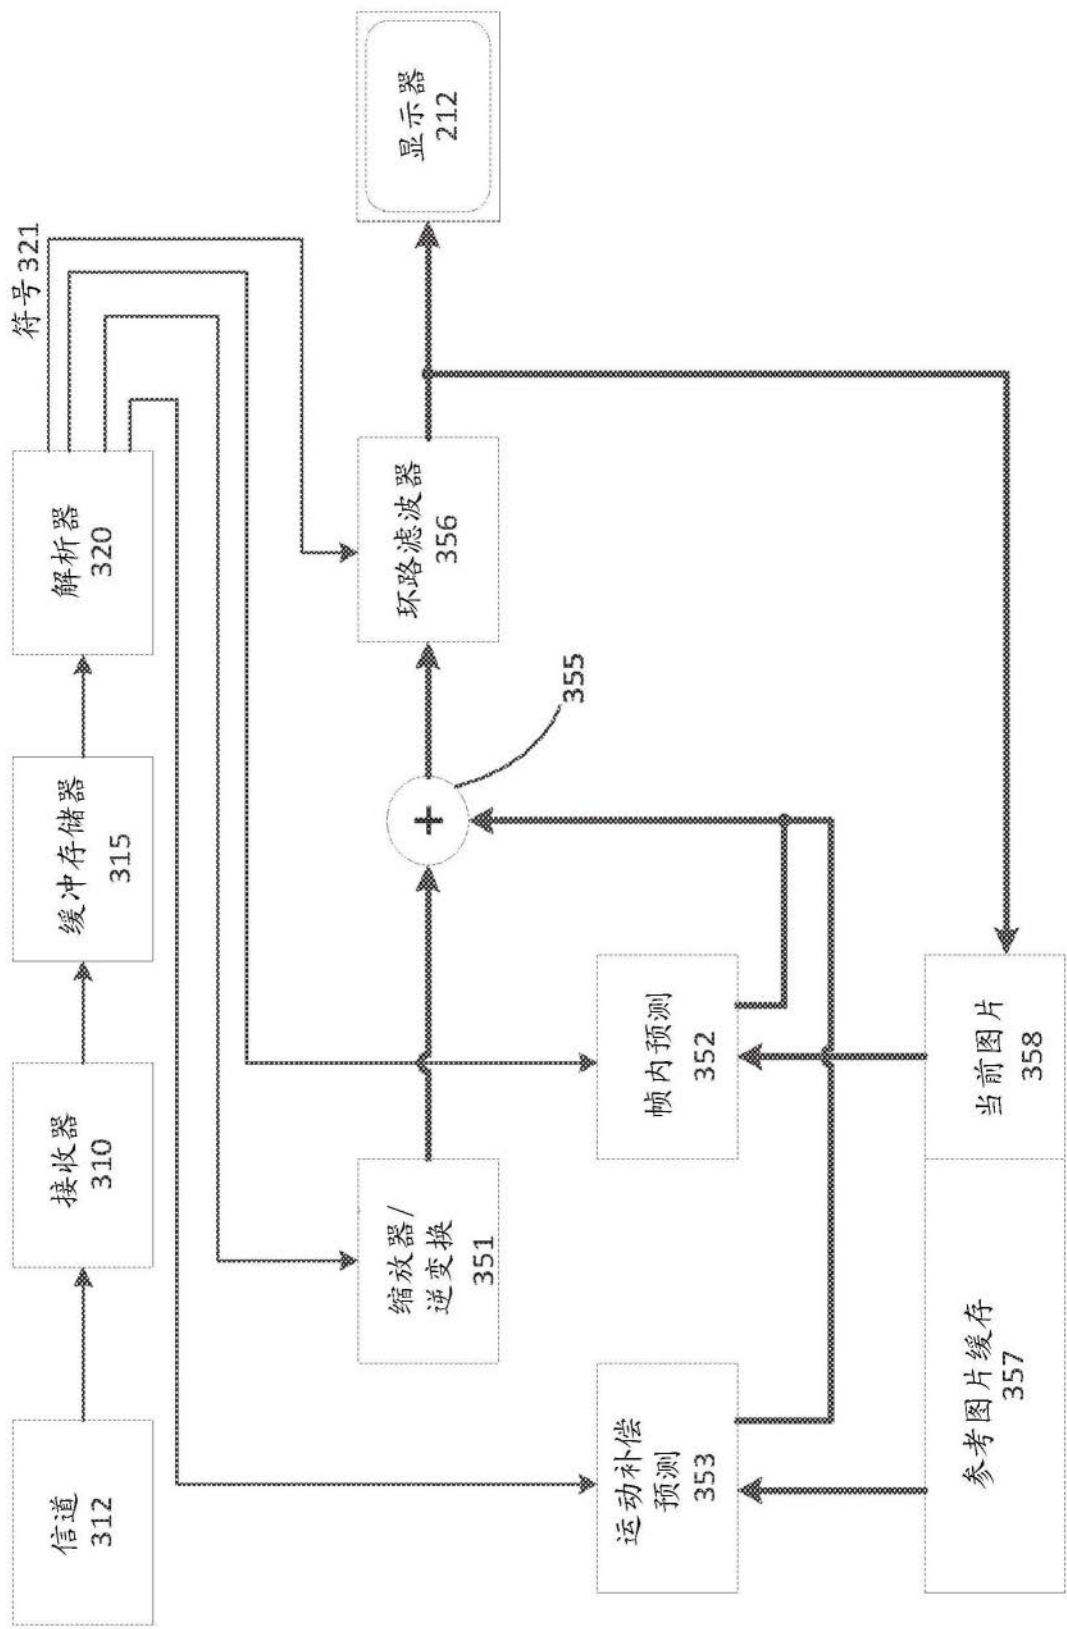 信道
312
接收器
310
缓冲存储器
315
解析器
320
符号 321
缩放器/
逆变换
351
+
355
环路滤波器
356
显示器
212
运动补偿
预测
353
帧内预测
352
参考图片缓存
357
当前图片
358